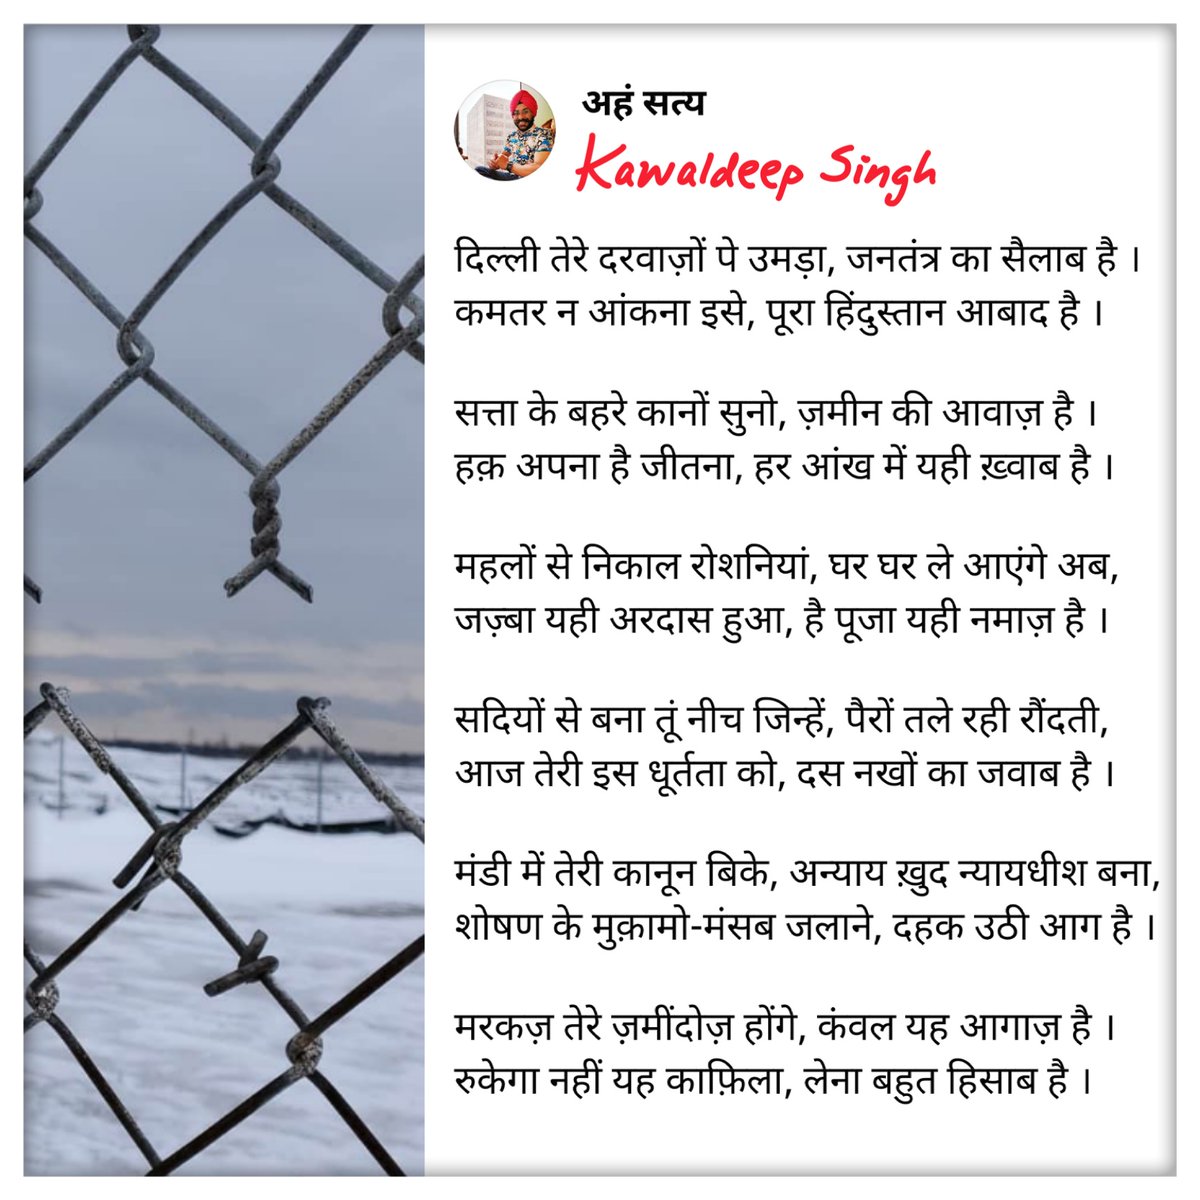 अहं सत्य
Kawaldeep Singh
दिल्ली तेरे दरवाज़ों पे उमड़ा, जनतंत्र का सैलाब है ।
कमतर न आंकना इसे, पूरा हिंदुस्तान आबाद है ।
सत्ता के बहरे कानों सुनो, ज़मीन की आवाज़ है ।
हक़ अपना है जीतना, हर आंख में यही ख़्वाब है ।
महलों से निकाल रोशनियां, घर घर ले आएंगे अब,
जज़्बा यही अरदास हुआ, है पूजा यही नमाज़ है ।
सदियों से बना तूं नीच जिन्हें, पैरों तले रही रौंदती,
आज तेरी इस धूर्तता को, दस नखों का जवाब है ।
मंडी में तेरी कानून बिके, अन्याय ख़ुद न्यायधीश बना,
शोषण के मुक़ामो-मंसब जलाने, दहक उठी आग है ।
मरकज़ तेरे ज़मींदोज़ होंगे, कंवल यह आगाज़ है ।
रुकेगा नहीं यह काफ़िला, लेना बहुत हिसाब है ।